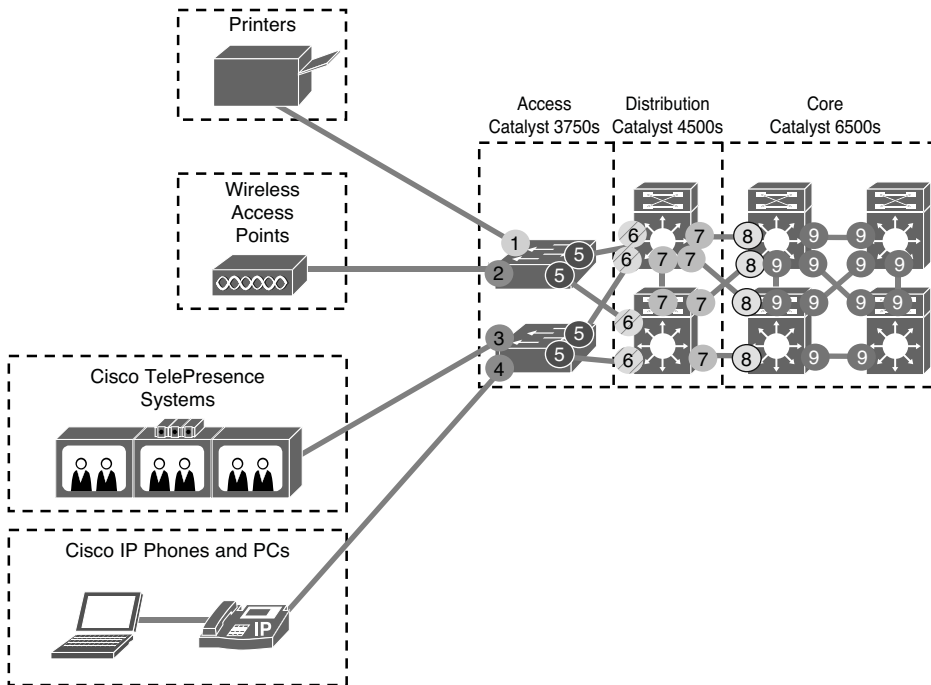 Printers
Access
Catalyst 3750s
Distribution
Catalyst 4500s
Core
Catalyst 6500s
Wireless
Access
Points
1
2
5
5
3
4
5
5
6
6
6
6
7
7
7
7
7
7
8
8
8
8
9
9
9
9
9
9
9
9
9
9
9
9
Cisco TelePresence
Systems
Cisco IP Phones and PCs
IP